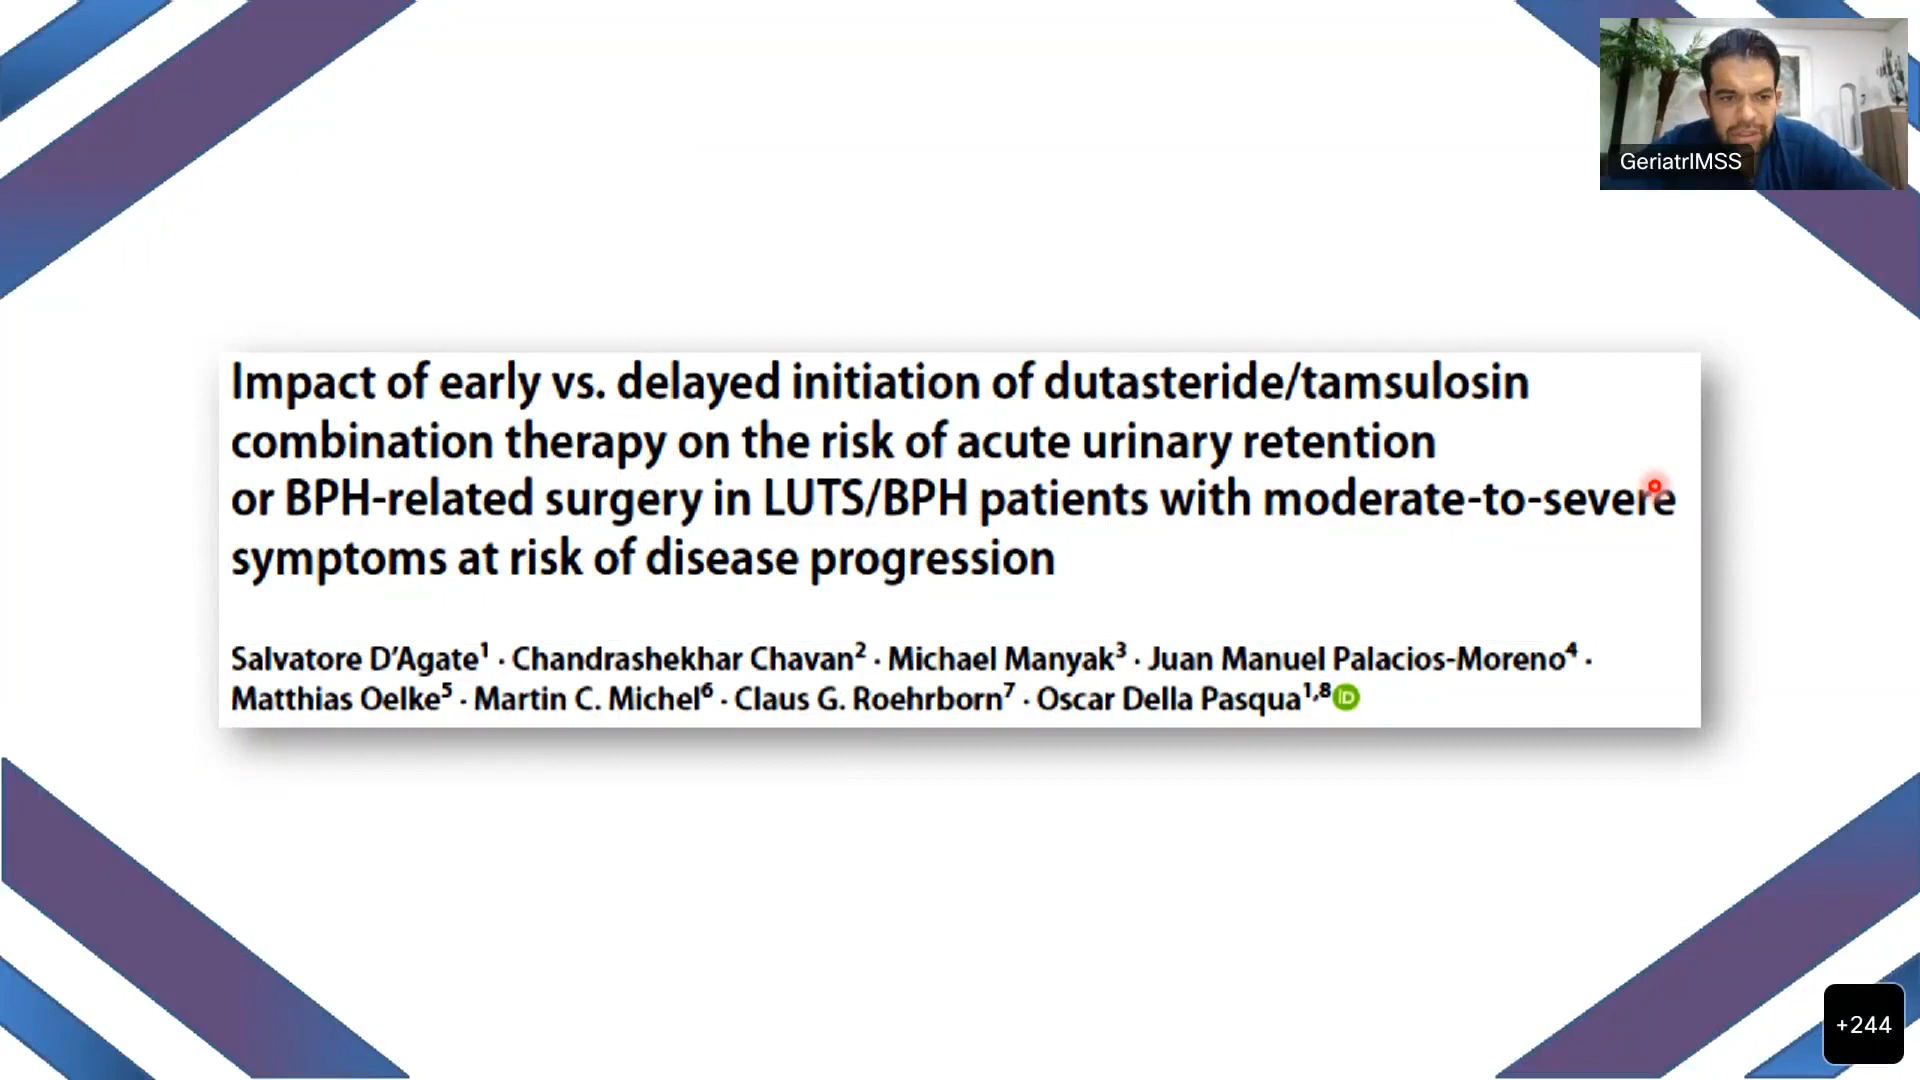 GeriatrIMSS
Impact of early vs. delayed initiation of dutasteride/tamsulosin
combination therapy on the risk of acute urinary retention
or BPH-related surgery in LUTS/BPH patients with moderate-to-severe
symptoms at risk of disease progression
Salvatore D’Agate¹ · Chandrashekhar Chavan² · Michael Manyak³ · Juan Manuel Palacios-Moreno⁴ ·
Matthias Oelke⁵ · Martin C. Michel⁶ · Claus G. Roehrborn⁷ · Oscar Della Pasqua¹,⁸ iD
+244